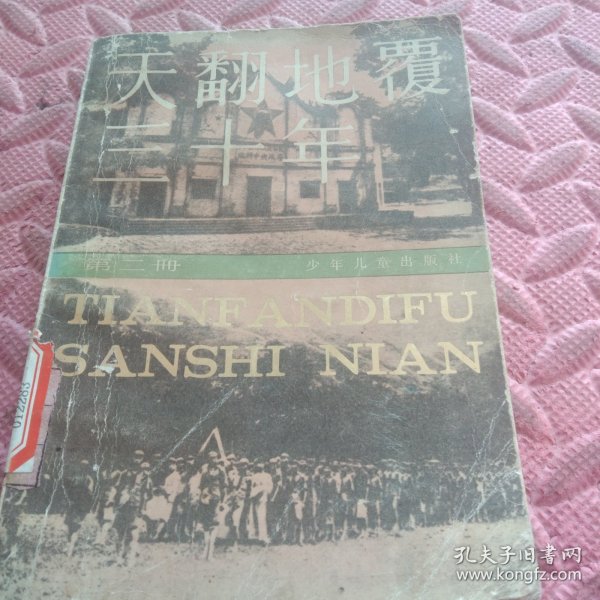 天翻地覆
三十年
第二册
少年儿童出版社
TIANFANDIFU
SANSHI NIAN
012283
孔夫子旧书网
www.kongfz.com